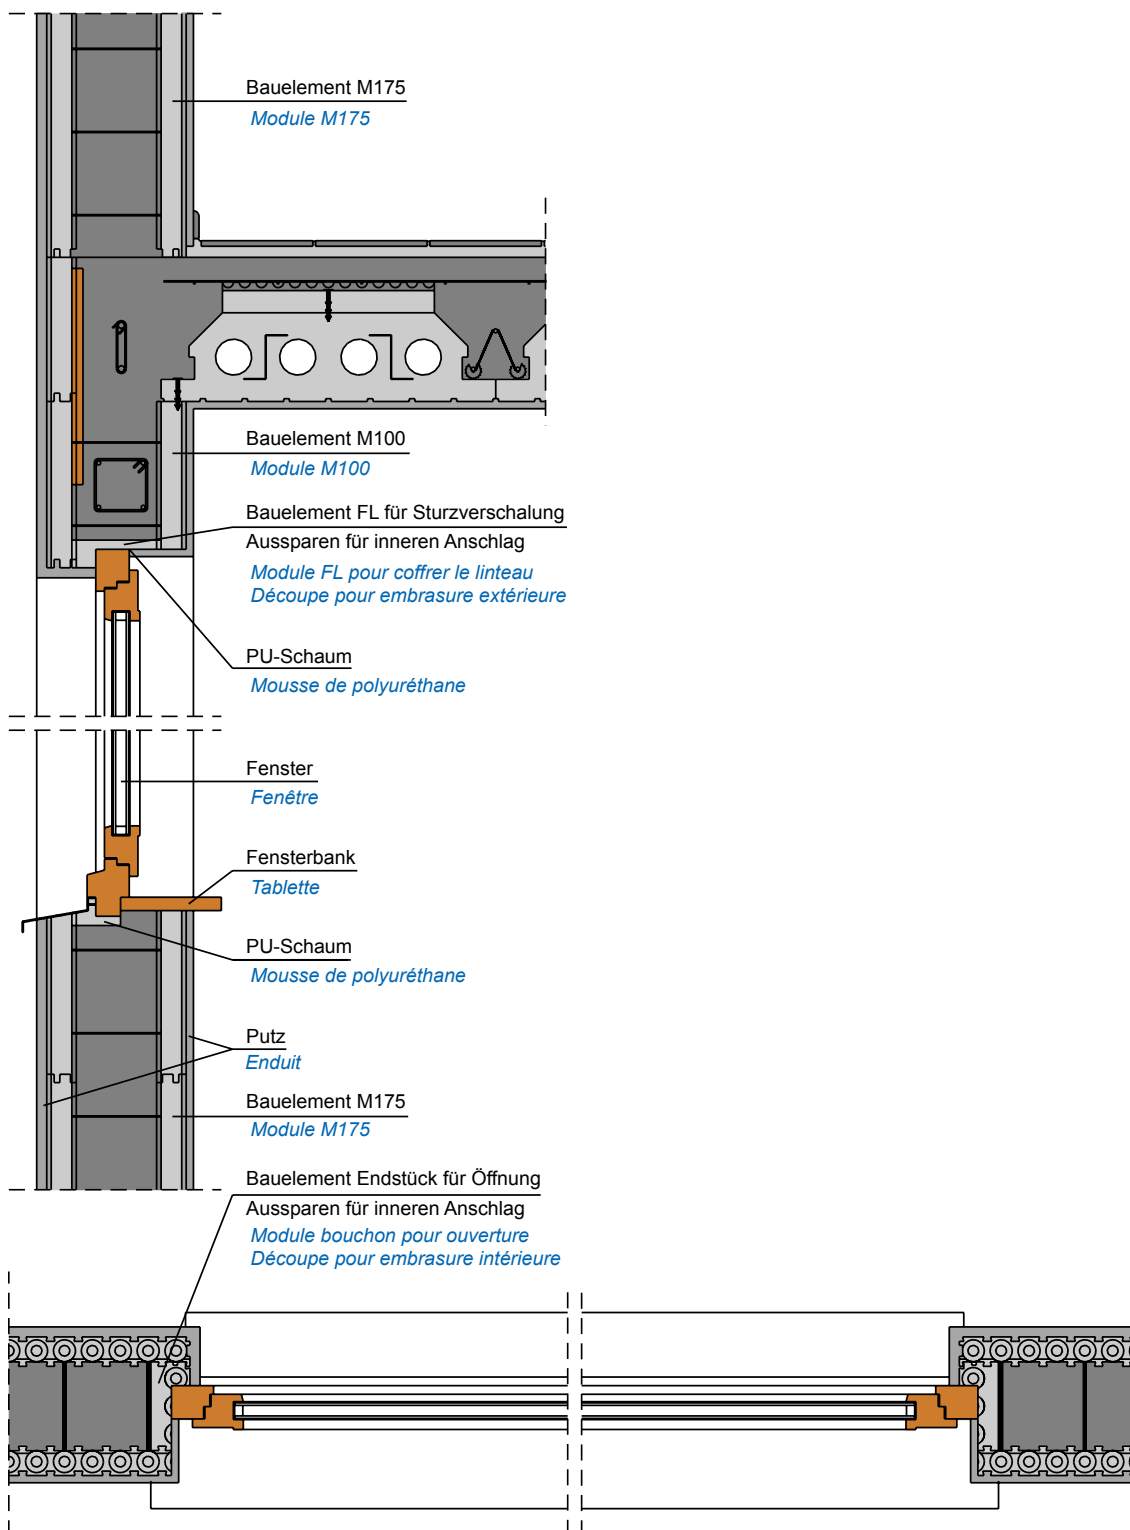 Bauelement M175
Module M175
Bauelement M100
Module M100
Bauelement FL für Sturzverschalung
Aussparen für inneren Anschlag
Module FL pour coffrer le linteau
Découpe pour embrasure extérieure
PU-Schaum
Mousse de polyuréthane
Fenster
Fenêtre
Fensterbank
Tablette
PU-Schaum
Mousse de polyuréthane
Putz
Enduit
Bauelement M175
Module M175
Bauelement Endstück für Öffnung
Aussparen für inneren Anschlag
Module bouchon pour ouverture
Découpe pour embrasure intérieure